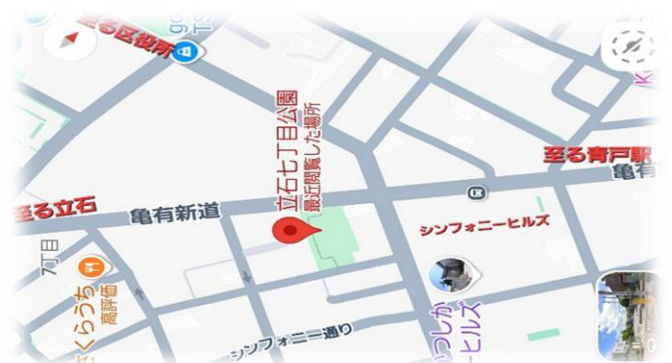 至る区役所
立石七丁目公園
最近閲覧した場所
至る青戸駅
亀有
至る立石
亀有新道
シンフォニーヒルズ
7丁目
さくらうち
高評価
つしか
ーヒルズ
シンフォニー通り